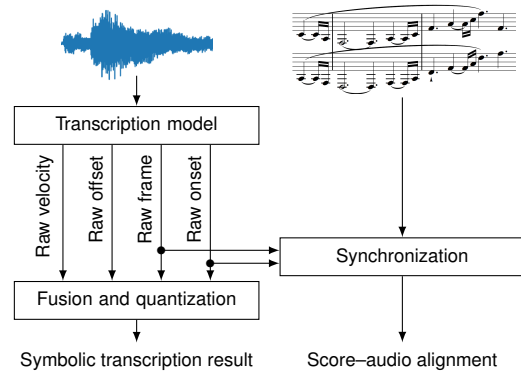 Transcription model
Raw velocity
Raw offset
Raw frame
Raw onset
Synchronization
Fusion and quantization
Symbolic transcription result
Score–audio alignment